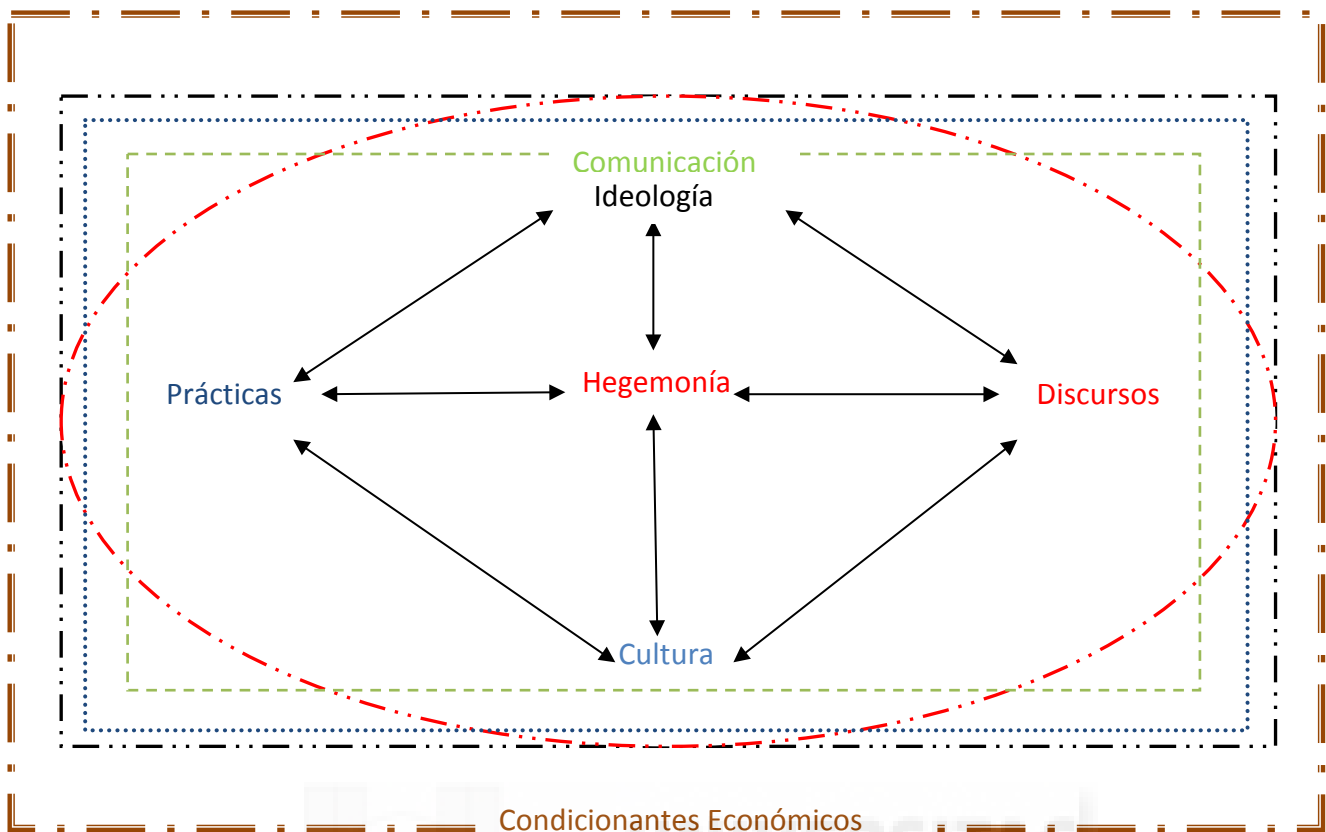 Comunicación
Ideología
Prácticas
Hegemonía
Discursos
Cultura
Condicionantes Económicos